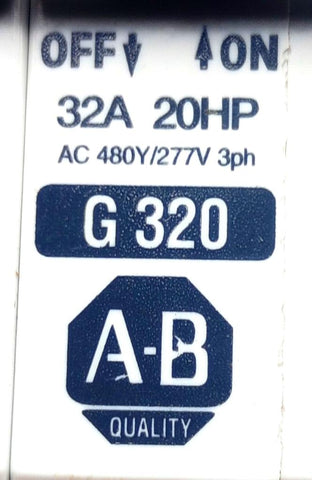 OFF↓ ↑ON
32A 20HP
AC 480Y/277V 3ph
G 320
A-B
QUALITY